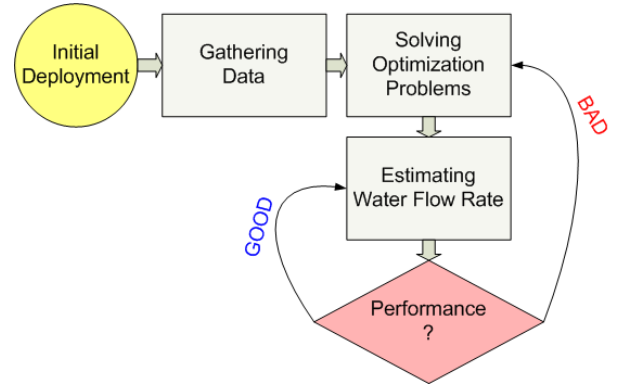 Initial
Deployment
Gathering
Data
Solving
Optimization
Problems
BAD
Estimating
Water Flow Rate
GOOD
Performance
?